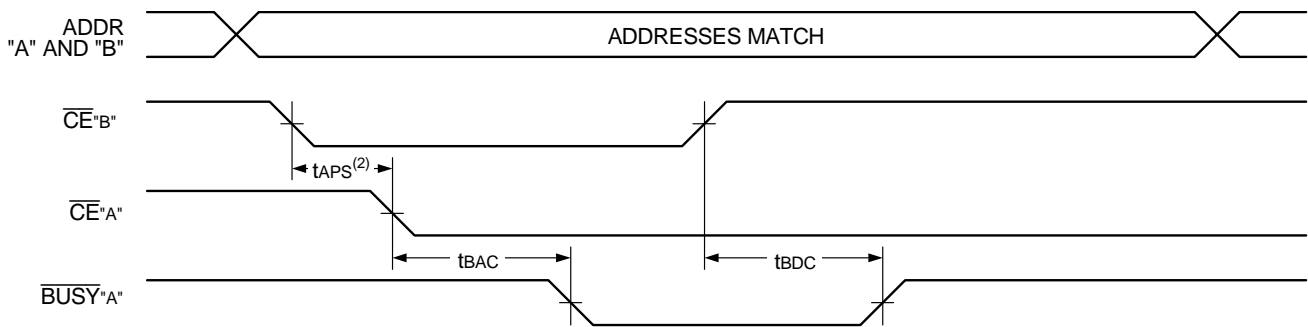 ADDR
"A" AND "B"
ADDRESSES MATCH
CE"B"
tAPS(2)
CE"A"
tBAC
tBDC
BUSY"A"